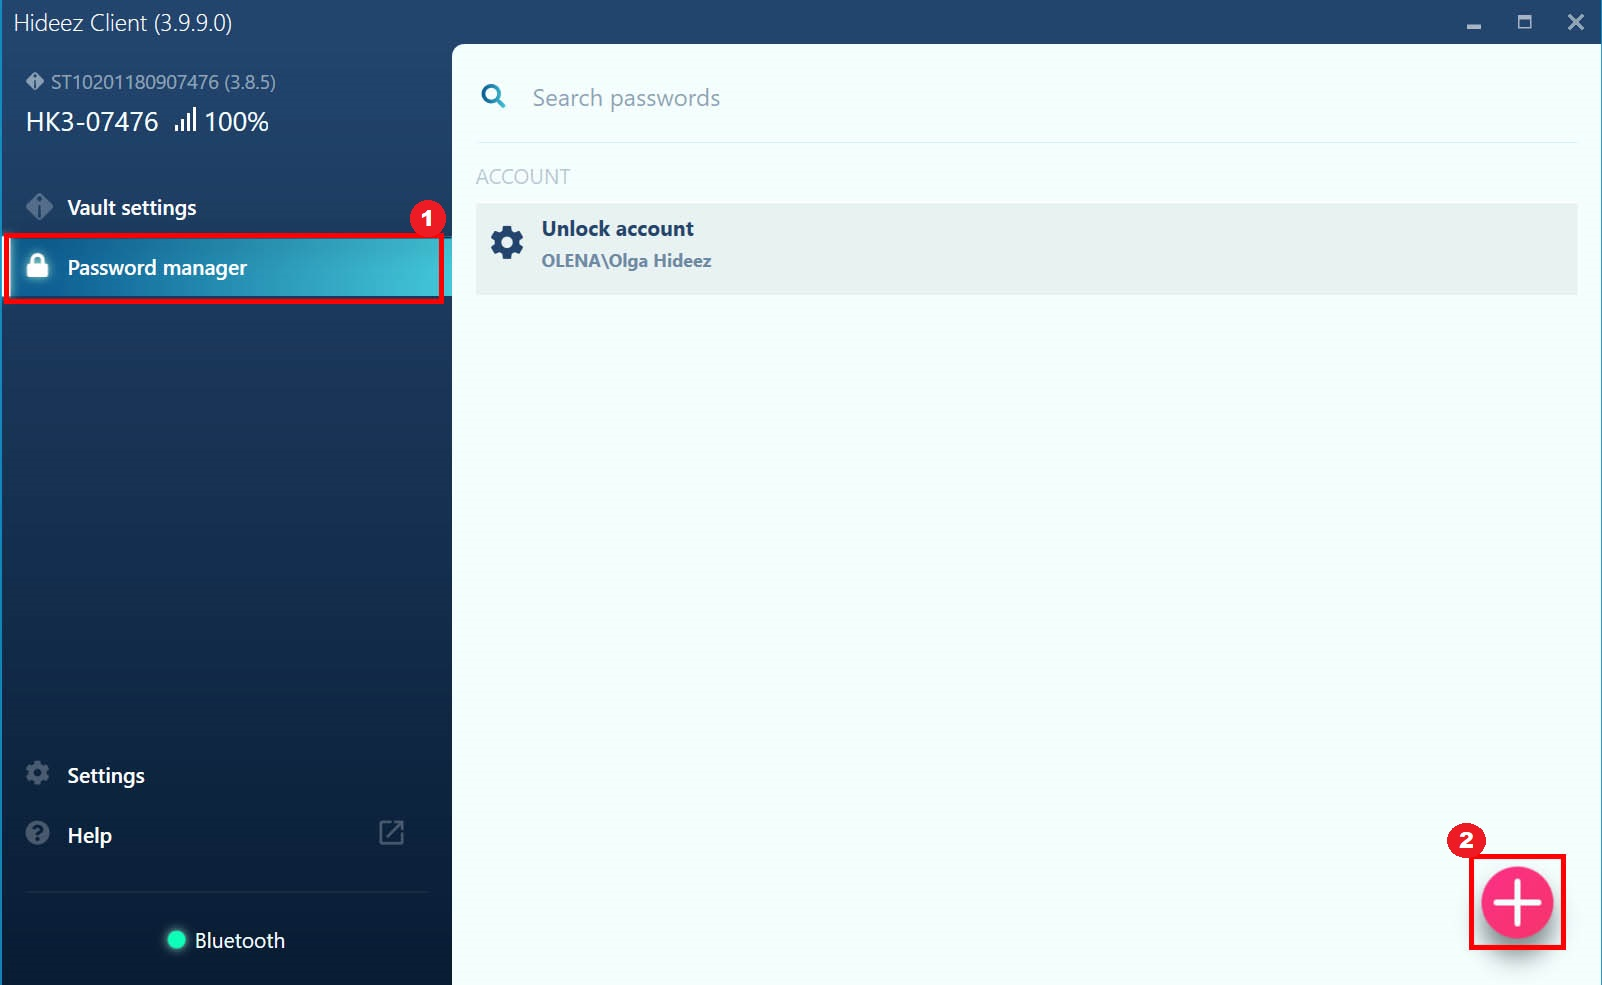 Hideez Client (3.9.9.0)
ST10201180907476 (3.8.5)
HK3-07476 100%
Vault settings
1
Password manager
Settings
Help
Bluetooth
Search passwords
ACCOUNT
Unlock account
OLENA\Olga Hideez
2